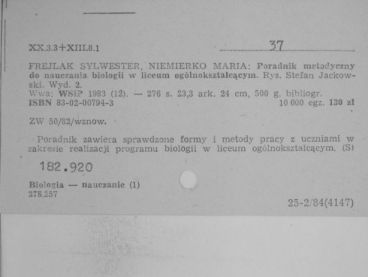 XX.3.3+XIII.8.1
37
FREJLAK SYLWESTER, NIEMIERKO MARIA: Poradnik metodyczny
do nauczania biologii w liceum ogólnokształcącym. Rys. Stefan Jackow-
ski. Wyd. 2.
Wwa: WSiP 1983 (12). — 276 s. 23,3 ark. 24 cm, 500 g. bibliogr.
ISBN 83-02-00794-3 10 000 egz. 130 zł
ZW 50/82/wznow.
Poradnik zawiera sprawdzone formy i metody pracy z uczniami w
zakresie realizacji programu biologii w liceum ogólnokształcącym. (S)
182.920
Biologia — nauczanie (1)
278,257
25-2/84(4147)